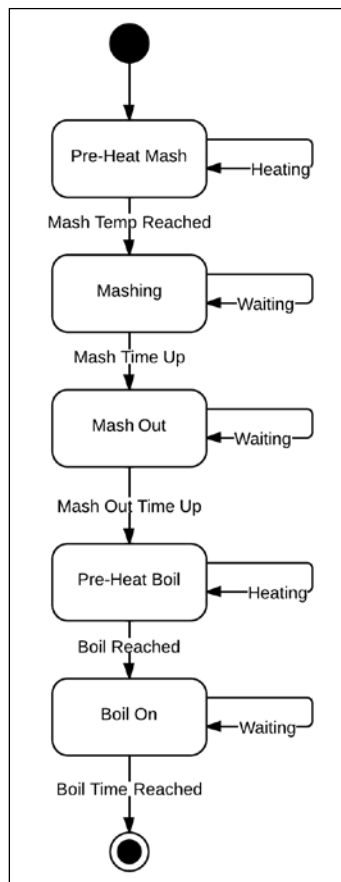 Pre-Heat Mash
Heating
Mash Temp Reached
Mashing
Waiting
Mash Time Up
Mash Out
Waiting
Mash Out Time Up
Pre-Heat Boil
Heating
Boil Reached
Boil On
Waiting
Boil Time Reached